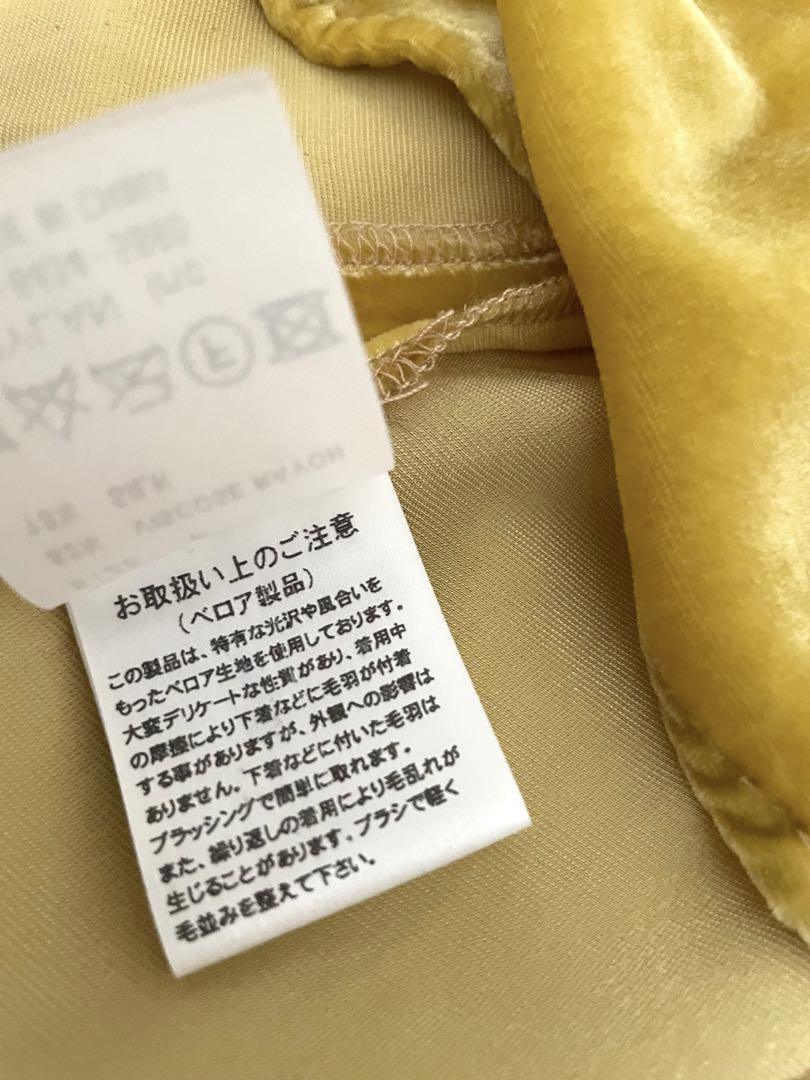 お取扱い上のご注意
(ベロア製品)
この製品は、特有な光沢や風合いを
もったベロア生地を使用しております。
大変デリケートな性質があり、着用中
の摩擦により下着などに毛羽が付着
する事がありますが、外観への影響は
ありません。下着などに付いた毛羽は
ブラッシングで簡単に取れます。
また、繰り返しの着用により毛乱れが
生じることがあります。ブラシで軽く
毛並みを整えて下さい。
VISCOSE RAYON
SILK
INC